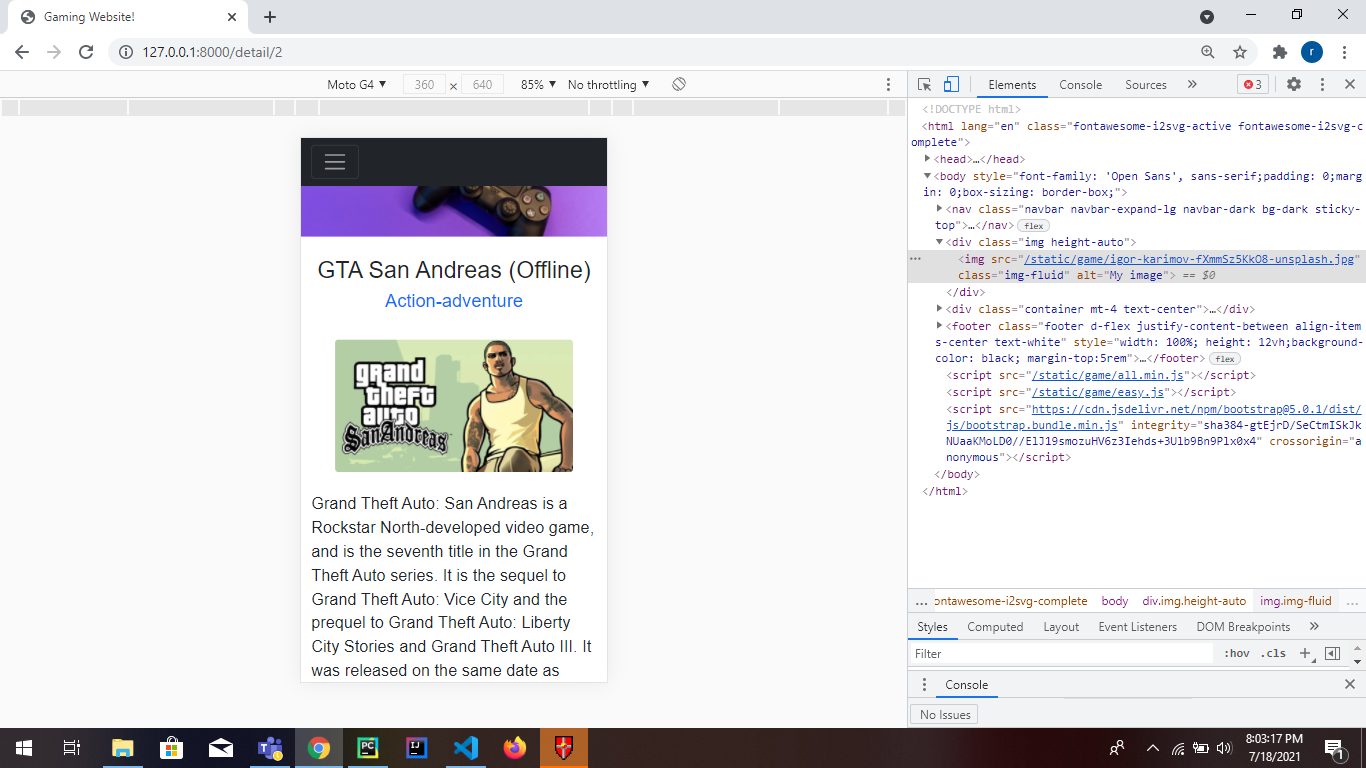 Gaming Website!
127.0.0.1:8000/detail/2
r
Moto G4 360 × 640 85% No throttling
Elements Console Sources » 3
GTA San Andreas (Offline)
Action-adventure
grand
theft
auto
San Andreas
Grand Theft Auto: San Andreas is a
Rockstar North-developed video game,
and is the seventh title in the Grand
Theft Auto series. It is the sequel to
Grand Theft Auto: Vice City and the
prequel to Grand Theft Auto: Liberty
City Stories and Grand Theft Auto III. It
was released on the same date as
<!DOCTYPE html>
<html lang="en" class="fontawesome-i2svg-active fontawesome-i2svg-c
omplete">
<head>…</head>
<body style="font-family: 'Open Sans', sans-serif;padding: 0;marg
in: 0;box-sizing: border-box;">
<nav class="navbar navbar-expand-lg navbar-dark bg-dark sticky-
top">…</nav> flex
<div class="img height-auto">
<img src="/static/game/igor-karimov-fXmmSz5KkO8-unsplash.jpg"
class="img-fluid" alt="My image"> == $0
</div>
<div class="container mt-4 text-center">…</div>
<footer class="footer d-flex justify-content-between align-item
s-center text-white" style="width: 100%; height: 12vh;background-
color: black; margin-top:5rem">…</footer> flex
<script src="/static/game/all.min.js"></script>
<script src="/static/game/easy.js"></script>
<script src="https://cdn.jsdelivr.net/npm/bootstrap@5.0.1/dist/
js/bootstrap.bundle.min.js" integrity="sha384-gtEjrD/SeCtmISkJk
NUaaKMoLD0//ElJ19smozuHV6z3Iehds+3Ulb9Bn9Plx0x4" crossorigin="a
nonymous"></script>
</body>
</html>
… ontawesome-i2svg-complete body div.img.height-auto img.img-fluid …
Styles Computed Layout Event Listeners DOM Breakpoints »
Filter :hov .cls +
Console
No Issues
PC IJ
8:03:17 PM
7/18/2021
1